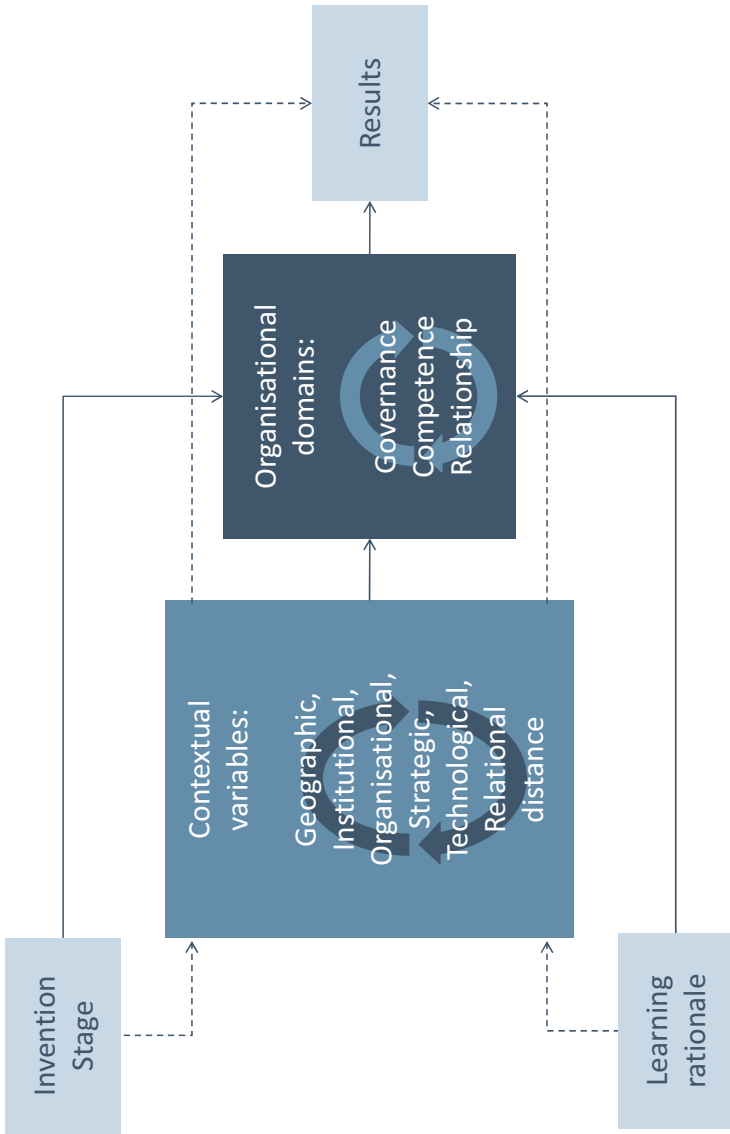 Invention
Stage
Learning
rationale
Contextual
variables:
Geographic,
Institutional,
Organisational,
Strategic,
Technological,
Relational
distance
Organisational
domains:
Governance
Competence
Relationship
Results